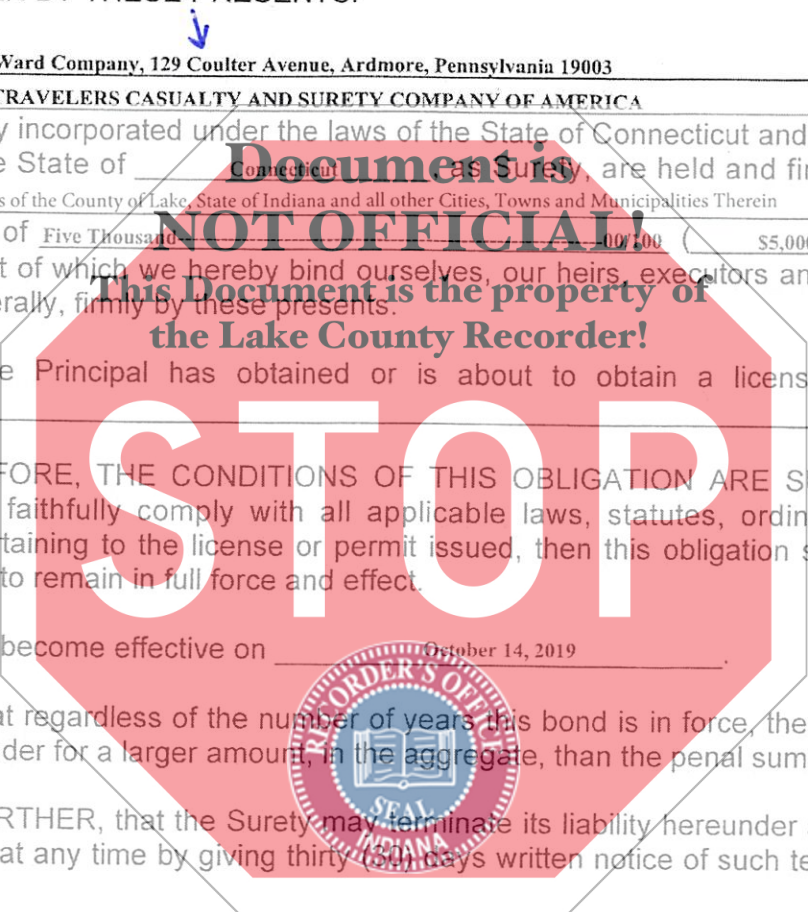 Ward Company, 129 Coulter Avenue, Ardmore, Pennsylvania 19003
TRAVELERS CASUALTY AND SURETY COMPANY OF AMERICA
y incorporated under the laws of the State of Connecticut and
e State of Connecticut, as Surety, are held and fir
s of the County of Lake, State of Indiana and all other Cities, Towns and Municipalities Therein
of Five Thousand---00/100 ( $5,000
t of which we hereby bind ourselves, our heirs, executors an
erally, firmly by these presents.
Document is
NOT OFFICIAL!
This Document is the property of
the Lake County Recorder!
e Principal has obtained or is about to obtain a licens
STOP
FORE, THE CONDITIONS OF THIS OBLIGATION ARE S
faithfully comply with all applicable laws, statutes, ordin
taining to the license or permit issued, then this obligation s
to remain in full force and effect.
become effective on October 14, 2019.
at regardless of the number of years this bond is in force, the
der for a larger amount, in the aggregate, than the penal sum
RTHER, that the Surety may terminate its liability hereunder
at any time by giving thirty (30) days written notice of such te
RECORDER'S OFFICE
SEAL
INDIANA